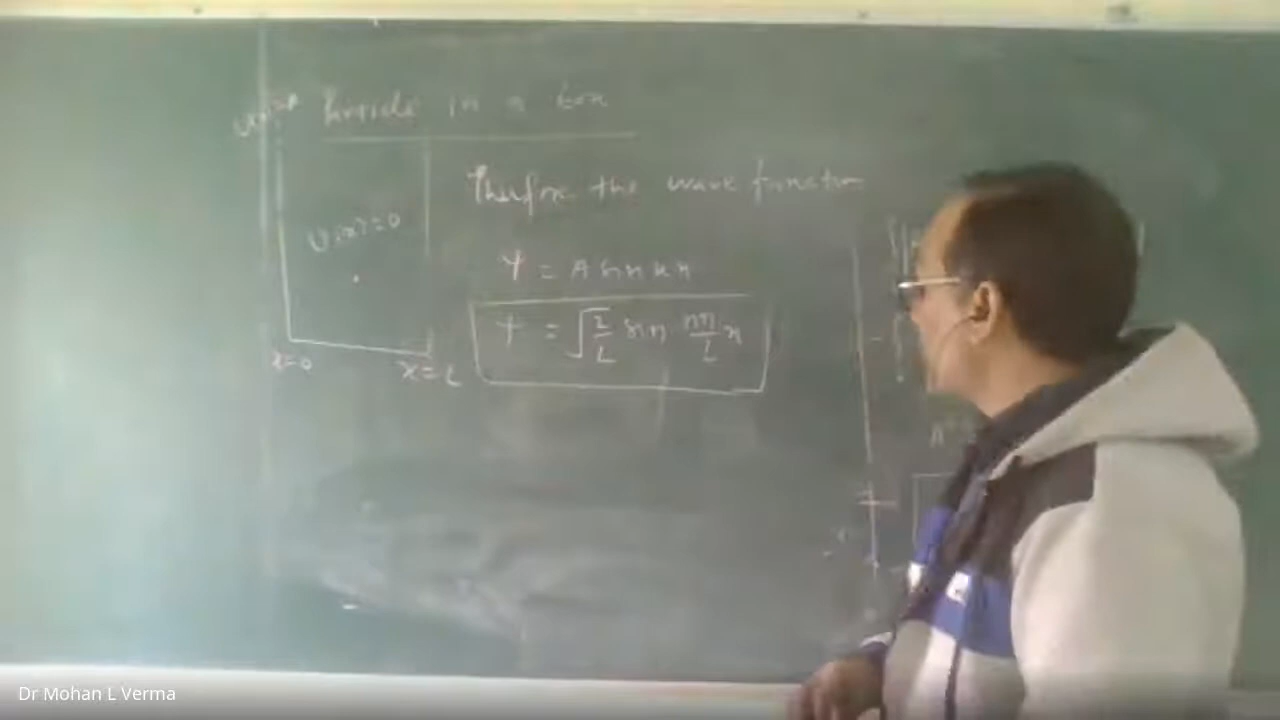 Particle in a box
Therefore the wave function
U(x)=0
Ψ = A sin kx
Ψ = √(2/L) sin nπ/L x
x=0
x=L
Dr Mohan L Verma